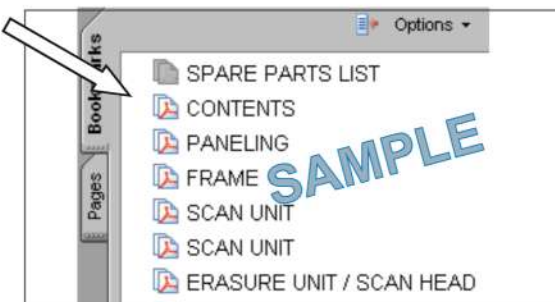 Options
Bookmarks
Pages
SPARE PARTS LIST
CONTENTS
PANELING
FRAME
SAMPLE
SCAN UNIT
SCAN UNIT
ERASURE UNIT / SCAN HEAD